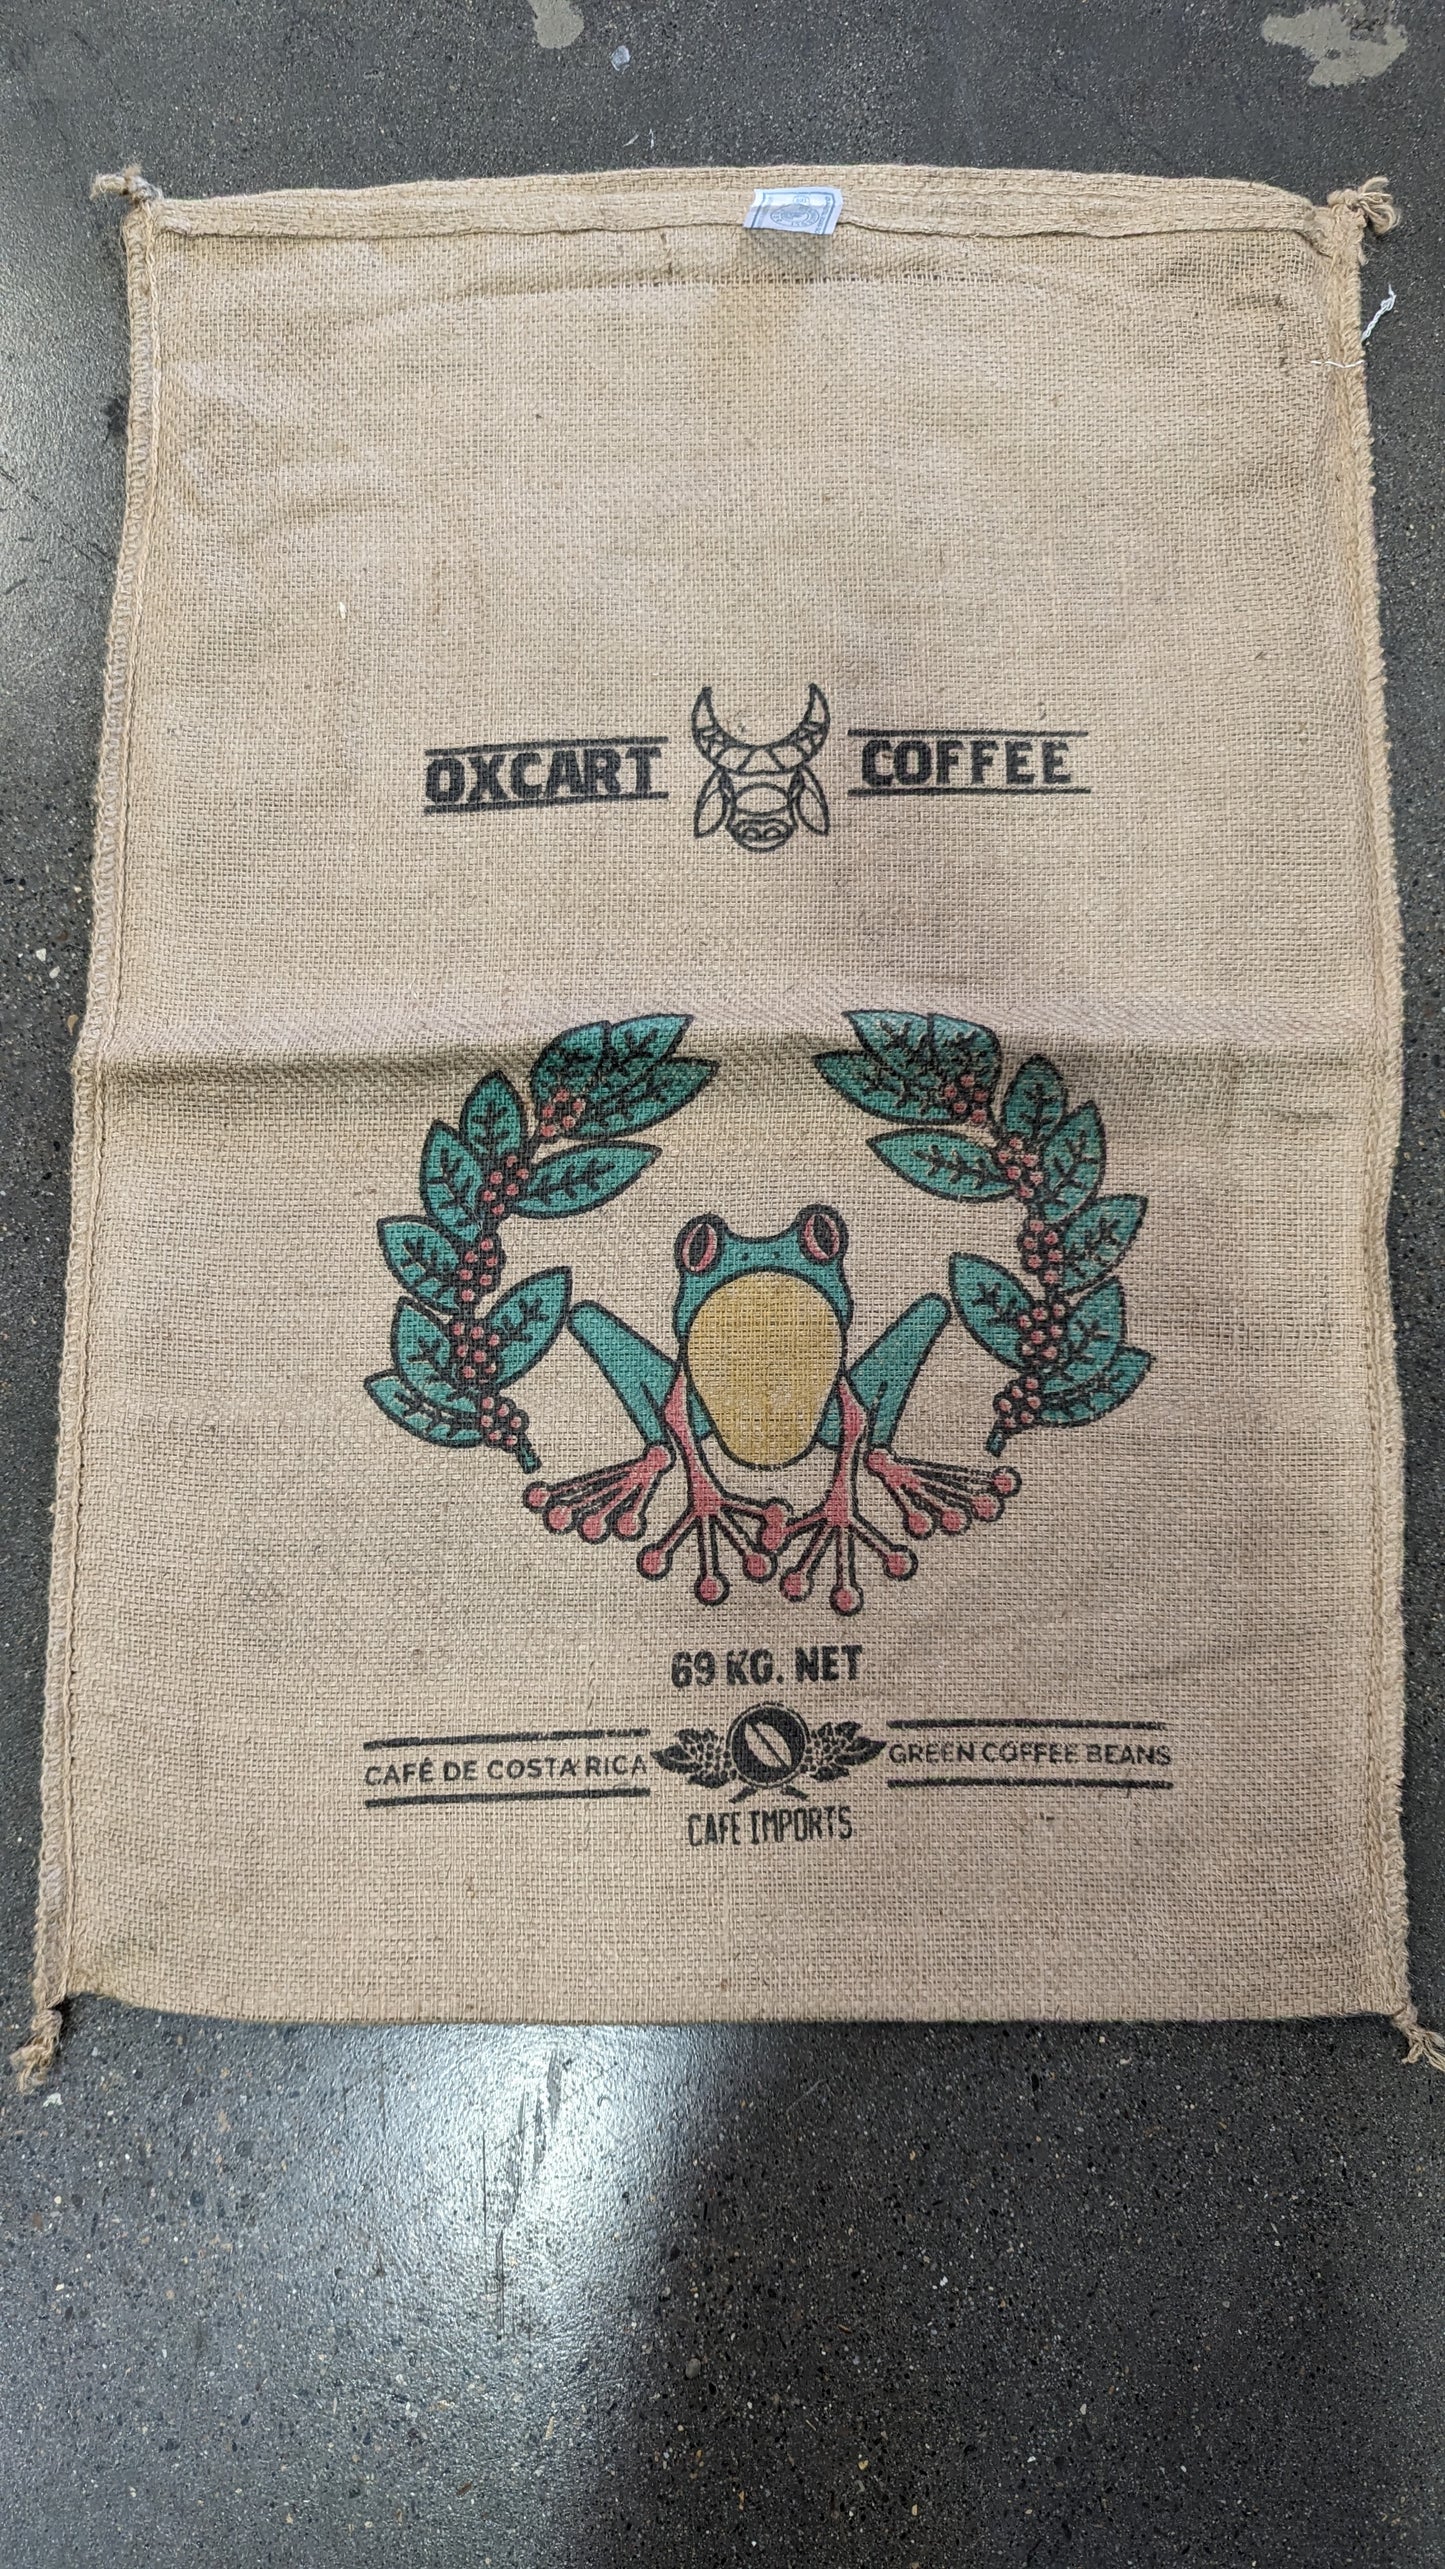 OXCART COFFEE
69 KG. NET
CAFÉ DE COSTA RICA GREEN COFFEE BEANS
CAFE IMPORTS